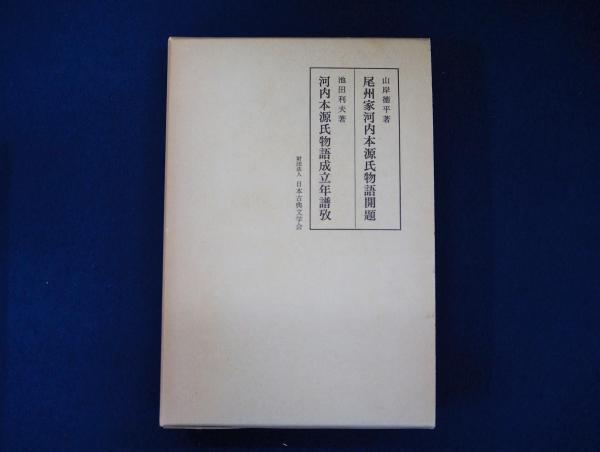 山岸徳平著
尾州家河内本源氏物語開題
池田利夫著
河内本源氏物語成立年譜攷
財団法人 日本古典文学会